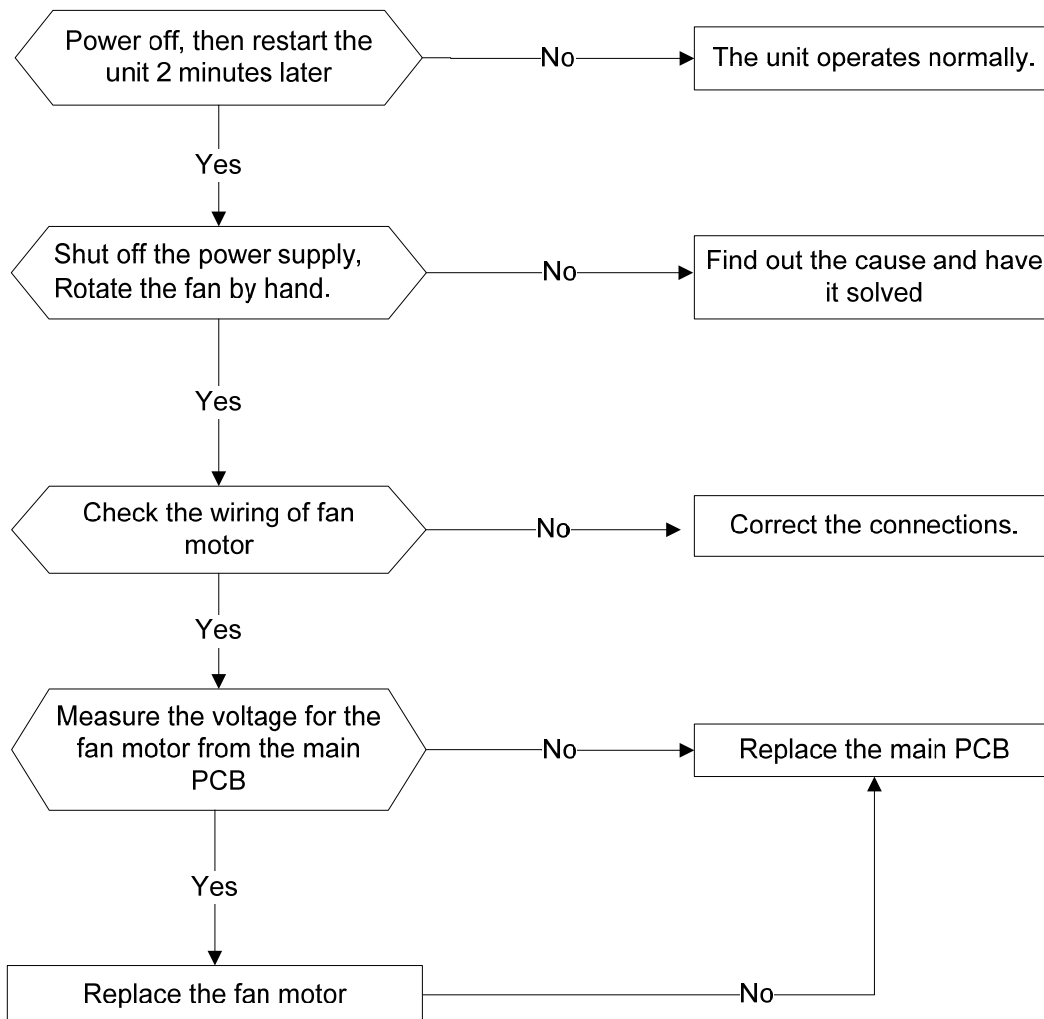 Power off, then restart the
unit 2 minutes later
No
The unit operates normally.
Yes
Shut off the power supply,
Rotate the fan by hand.
No
Find out the cause and have
it solved
Yes
Check the wiring of fan
motor
No
Correct the connections.
Yes
Measure the voltage for the
fan motor from the main
PCB
No
Replace the main PCB
Yes
Replace the fan motor
No